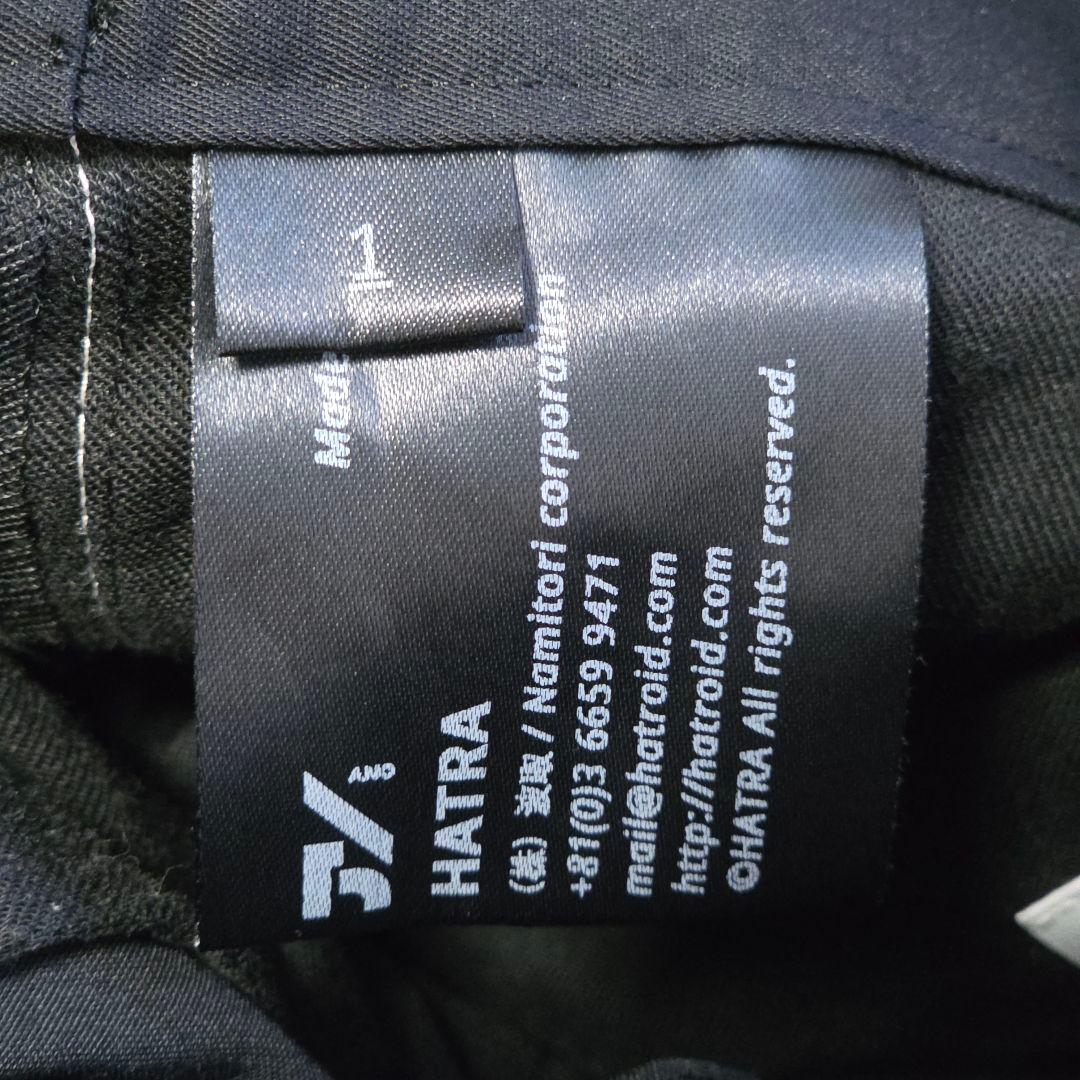 1
Made
HATRA
(株) 波取 / Namitori corporation
+81(0)3 6659 9471
mail@hatroid.com
http://hatroid.com
©HATRA All rights reserved.